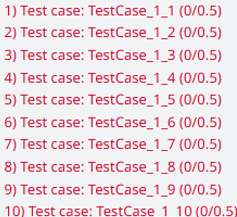 1) Test case: TestCase_1_1 (0/0.5)
2) Test case: TestCase_1_2 (0/0.5)
3) Test case: TestCase_1_3 (0/0.5)
4) Test case: TestCase_1_4 (0/0.5)
5) Test case: TestCase_1_5 (0/0.5)
6) Test case: TestCase_1_6 (0/0.5)
7) Test case: TestCase_1_7 (0/0.5)
8) Test case: TestCase_1_8 (0/0.5)
9) Test case: TestCase_1_9 (0/0.5)
10) Test case: TestCase_1_10 (0/0.5)